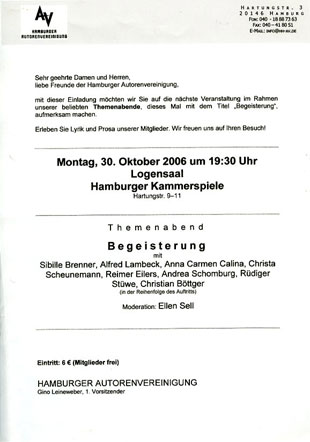 AV
HAMBURGER
AUTORENVEREINIGUNG
HARTUNGSTR. 3
20146 HAMBURG
FON: 040 - 18 88 73 63
FAX: 040 - 41 80 51
Sehr geehrte Damen und Herren,
liebe Freunde der Hamburger Autorenvereinigung,
mit dieser Einladung möchten wir Sie auf die nächste Veranstaltung im Rahmen
unserer beliebten Themenabende, dieses Mal mit dem Titel „Begeisterung",
aufmerksam machen.
Erleben Sie Lyrik und Prosa unserer Mitglieder. Wir freuen uns auf Ihren Besuch!
Montag, 30. Oktober 2006 um 19:30 Uhr
Logensaal
Hamburger Kammerspiele
Hartungstr. 9–11
Themenabend
Begeisterung
mit
Sibille Brenner, Alfred Lambeck, Anna Carmen Calina, Christa
Scheunemann, Reimer Eilers, Andrea Schomburg, Rüdiger
Stüwe, Christian Böttger
(in der Reihenfolge des Auftritts)
Moderation: Ellen Sell
Eintritt: 6 € (Mitglieder frei)
HAMBURGER AUTORENVEREINIGUNG
Gino Leineweber, 1. Vorsitzender